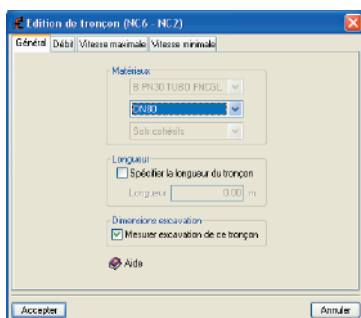 Edition de tronçon (NC6 - NC2)
Général Débit Vitesse maximale Vitesse minimale
Matériaux
B PN30 TUBO FNCGL
DN80
Sols cohésifs
Longueur
Spécifier la longueur du tronçon
Longueur 0.00 m
Dimensions excavation
Mesurer excavation de ce tronçon
Aide
Accepter Annuler